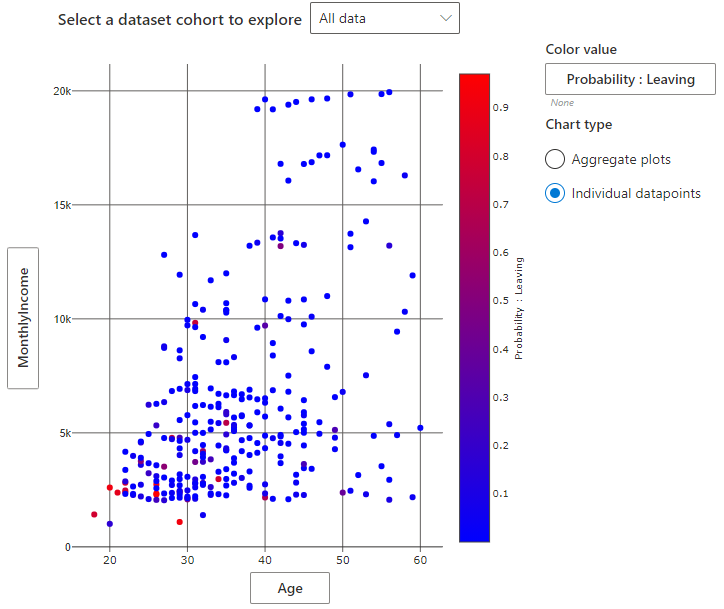 Select a dataset cohort to explore
All data
Color value
Probability : Leaving
None
Chart type
Aggregate plots
Individual datapoints
20k
15k
10k
5k
0
MonthlyIncome
20
30
40
50
60
Age
0.9
0.8
0.7
0.6
0.5
0.4
0.3
0.2
0.1
Probability : Leaving